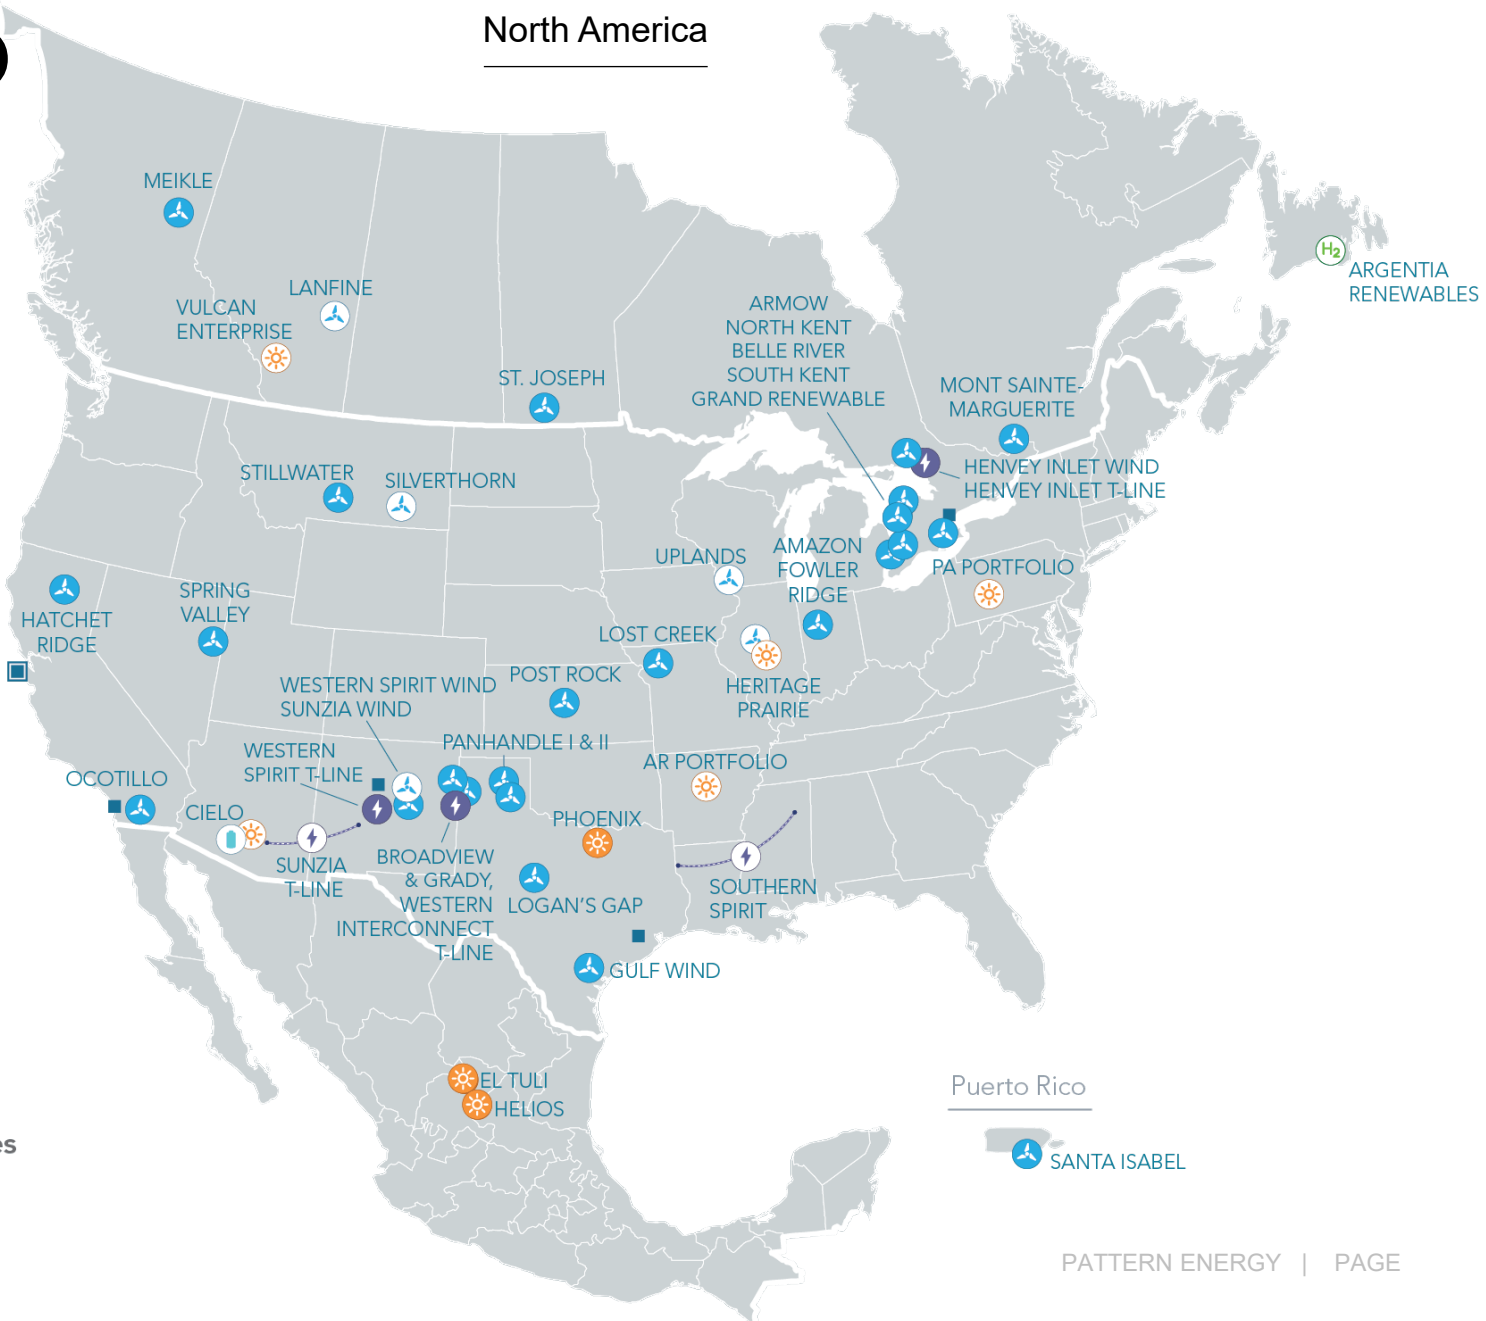 North America
MEIKLE
LANFINE
VULCAN
ENTERPRISE
H2
ARGENTIA
RENEWABLES
ARMOW
NORTH KENT
BELLE RIVER
SOUTH KENT
GRAND RENEWABLE
ST. JOSEPH
MONT SAINTE-
MARGUERITE
STILLWATER
SILVERTHORN
HENVEY INLET WIND
HENVEY INLET T-LINE
UPLANDS
AMAZON
FOWLER
RIDGE
PA PORTFOLIO
HATCHET
RIDGE
SPRING
VALLEY
LOST CREEK
POST ROCK
HERITAGE
PRAIRIE
WESTERN SPIRIT WIND
SUNZIA WIND
WESTERN
SPIRIT T-LINE
PANHANDLE I & II
AR PORTFOLIO
OCOTILLO
CIELO
PHOENIX
SUNZIA
T-LINE
BROADVIEW
& GRADY,
WESTERN
INTERCONNECT
T-LINE
LOGAN'S GAP
SOUTHERN
SPIRIT
GULF WIND
EL TULI
HELIOS
Puerto Rico
SANTA ISABEL
es
PATTERN ENERGY | PAGE